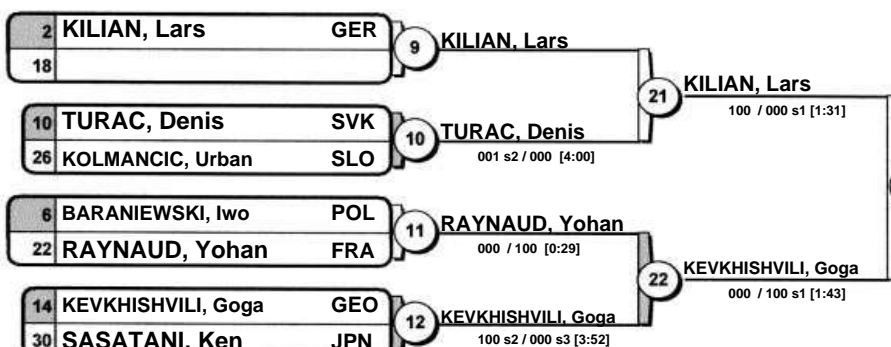 2 KILIAN, Lars GER
18
9 KILIAN, Lars
10 TURAC, Denis SVK
26 KOLMANCIC, Urban SLO
10 TURAC, Denis
001 s2 / 000 [4:00]
21 KILIAN, Lars
100 / 000 s1 [1:31]
6 BARANIEWSKI, Iwo POL
22 RAYNAUD, Yohan FRA
11 RAYNAUD, Yohan
000 / 100 [0:29]
14 KEVKHISHVILI, Goga GEO
30 SASATANI, Ken JPN
12 KEVKHISHVILI, Goga
100 s2 / 000 s3 [3:52]
22 KEVKHISHVILI, Goga
000 / 100 s1 [1:43]